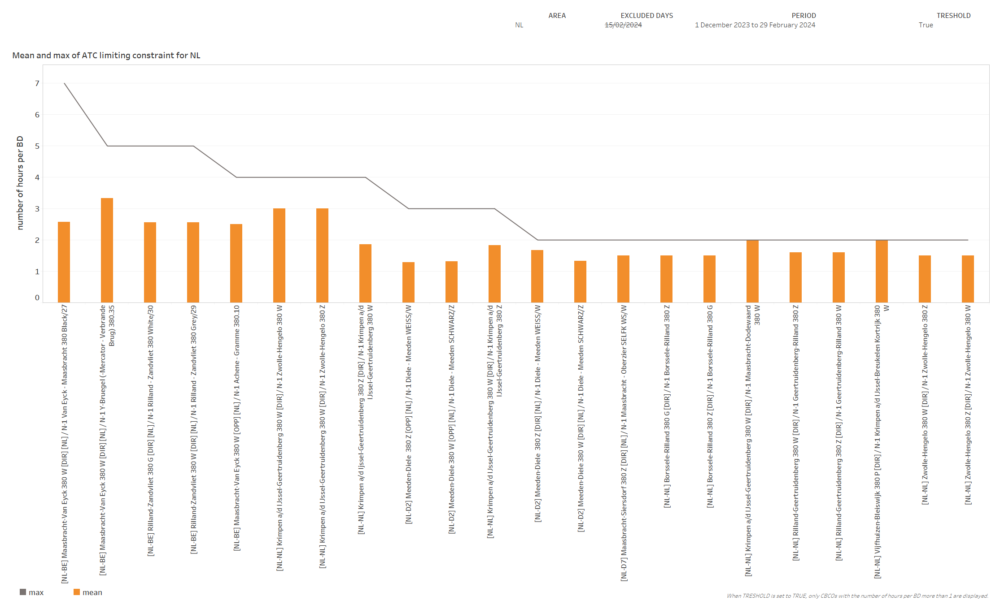 AREA
EXCLUDED DAYS
PERIOD
TRESHOLD
NL
15/02/2024
1 December 2023 to 29 February 2024
True
Mean and max of ATC limiting constraint for NL
number of hours per BD
7
6
5
4
3
2
1
0
[NL-BE] Maasbracht-Van Eyck 380 W [DIR] [NL] / N-1 Van Eyck - Maasbracht 380 Black/27
[NL-BE] Maasbracht-Van Eyck 380 W [DIR] [NL] / N-1 Y-Bruegel (-Mercator - Verbrande
Brug) 380.35
[NL-BE] Rilland-Zandvliet 380 G [DIR] [NL] / N-1 Rilland - Zandvliet 380 White/30
[NL-BE] Rilland-Zandvliet 380 W [DIR] [NL] / N-1 Rilland - Zandvliet 380 Grey/29
[NL-BE] Maasbracht-Van Eyck 380 W [OPP] [NL] / N-1 Achene - Gramme 380.10
[NL-NL] Krimpen a/d IJssel-Geertruidenberg 380 W [DIR] / N-1 Zwolle-Hengelo 380 W
[NL-NL] Krimpen a/d IJssel-Geertruidenberg 380 W [DIR] / N-1 Zwolle-Hengelo 380 Z
[NL-NL] Krimpen a/d Ijssel-Geertruidenberg 380 Z [DIR] / N-1 Krimpen a/d
IJssel-Geertruidenberg 380 W
[NL-D2] Meeden-Diele 380 Z [OPP] [NL] / N-1 Diele - Meeden WEISS/W
[NL-D2] Meeden-Diele 380 W [OPP] [NL] / N-1 Diele - Meeden SCHWARZ/Z
[NL-NL] Krimpen a/d IJssel-Geertruidenberg 380 W [DIR] / N-1 Krimpen a/d
IJssel-Geertruidenberg 380 Z
[NL-D2] Meeden-Diele 380 Z [DIR] [NL] / N-1 Diele - Meeden WEISS/W
[NL-D2] Meeden-Diele 380 W [DIR] [NL] / N-1 Diele - Meeden SCHWARZ/Z
[NL-D7] Maasbracht-Siersdorf 380 Z [DIR] [NL] / N-1 Maasbracht - Oberzier SELFK WS/W
[NL-NL] Borssele-Rilland 380 G [DIR] / N-1 Borssele-Rilland 380 Z
[NL-NL] Borssele-Rilland 380 Z [DIR] / N-1 Borssele-Rilland 380 G
[NL-NL] Krimpen a/d IJssel-Geertruidenberg 380 W [DIR] / N-1 Maasbracht-Dodewaard
380 W
[NL-NL] Rilland-Geertruidenberg 380 W [DIR] / N-1 Geertruidenberg-Rilland 380 Z
[NL-NL] Rilland-Geertruidenberg 380 Z [DIR] / N-1 Geertruidenberg-Rilland 380 W
[NL-NL] Vijfhuizen-Bleiswijk 380 P [DIR] / N-1 Krimpen a/d IJssel-Breukelen Kortrijk 380
W
[NL-NL] Zwolle-Hengelo 380 W [DIR] / N-1 Zwolle-Hengelo 380 Z
[NL-NL] Zwolle-Hengelo 380 Z [DIR] / N-1 Zwolle-Hengelo 380 W
max
mean
When TRESHOLD is set to TRUE, only CBCOs with the number of hours per BD more than 1 are displayed.